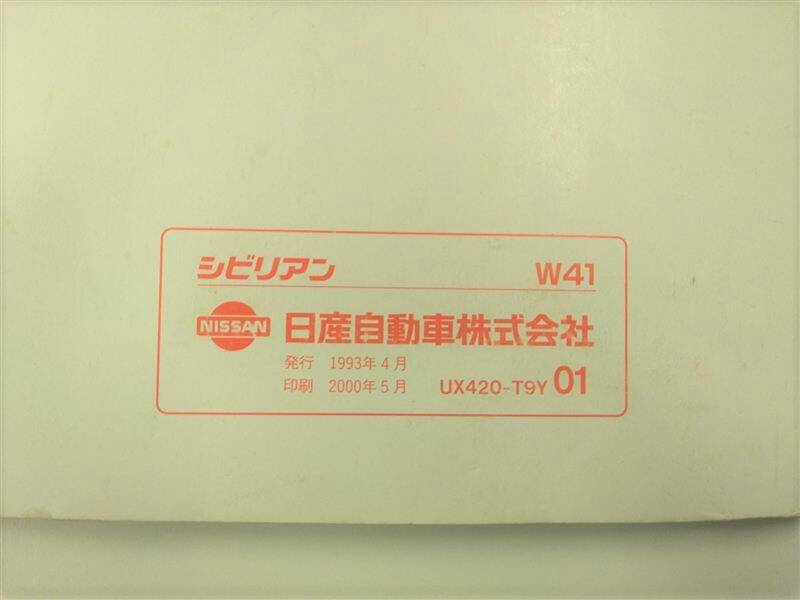 シビリアン W41
NISSAN 日産自動車株式会社
発行 1993年4月
印刷 2000年5月 UX420-T9Y 01